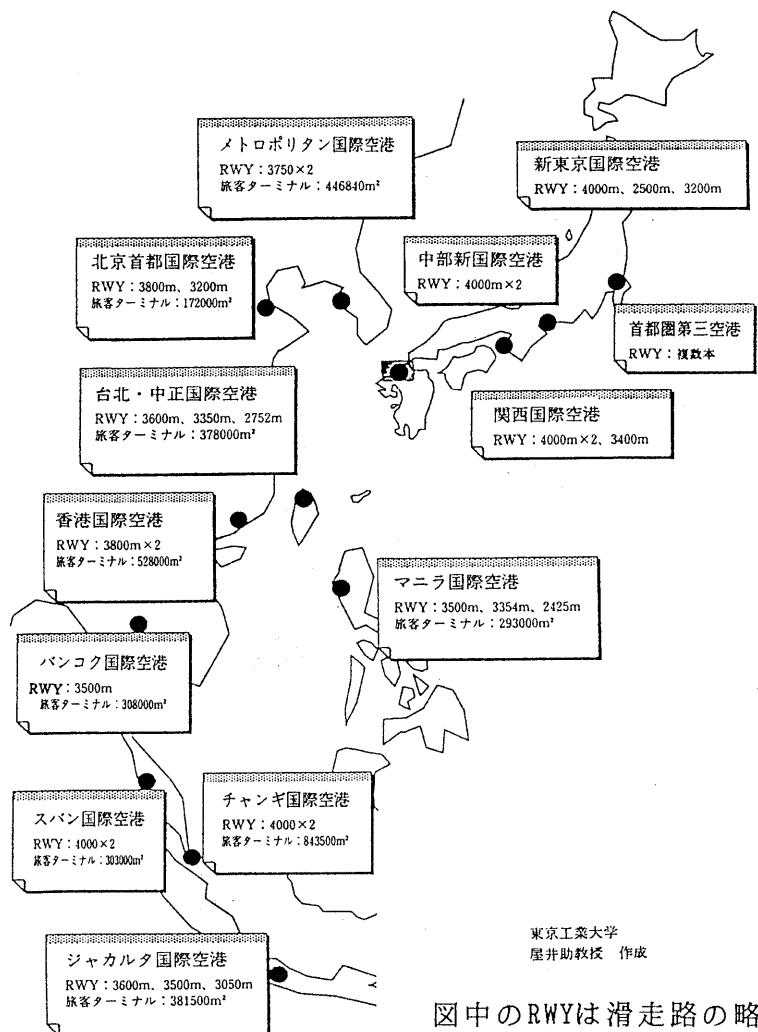 メトロポリタン国際空港
RWY：3750×2
旅客ターミナル：446840m²
新東京国際空港
RWY：4000m、2500m、3200m
北京首都国際空港
RWY：3800m、3200m
旅客ターミナル：172000m²
中部新国際空港
RWY：4000m×2
首都圏第三空港
RWY：複数本
台北・中正国際空港
RWY：3600m、3350m、2752m
旅客ターミナル：378000m²
関西国際空港
RWY：4000m×2、3400m
香港国際空港
RWY：3800m×2
旅客ターミナル：528000m²
マニラ国際空港
RWY：3500m、3354m、2425m
旅客ターミナル：293000m²
バンコク国際空港
RWY：3500m
旅客ターミナル：308000m²
チャンギ国際空港
RWY：4000×2
旅客ターミナル：843500m²
スバン国際空港
RWY：4000×2
旅客ターミナル：303000m²
ジャカルタ国際空港
RWY：3600m、3500m、3050m
旅客ターミナル：381500m²
東京工業大学
屋井助教授 作成
図中のRWYは滑走路の略